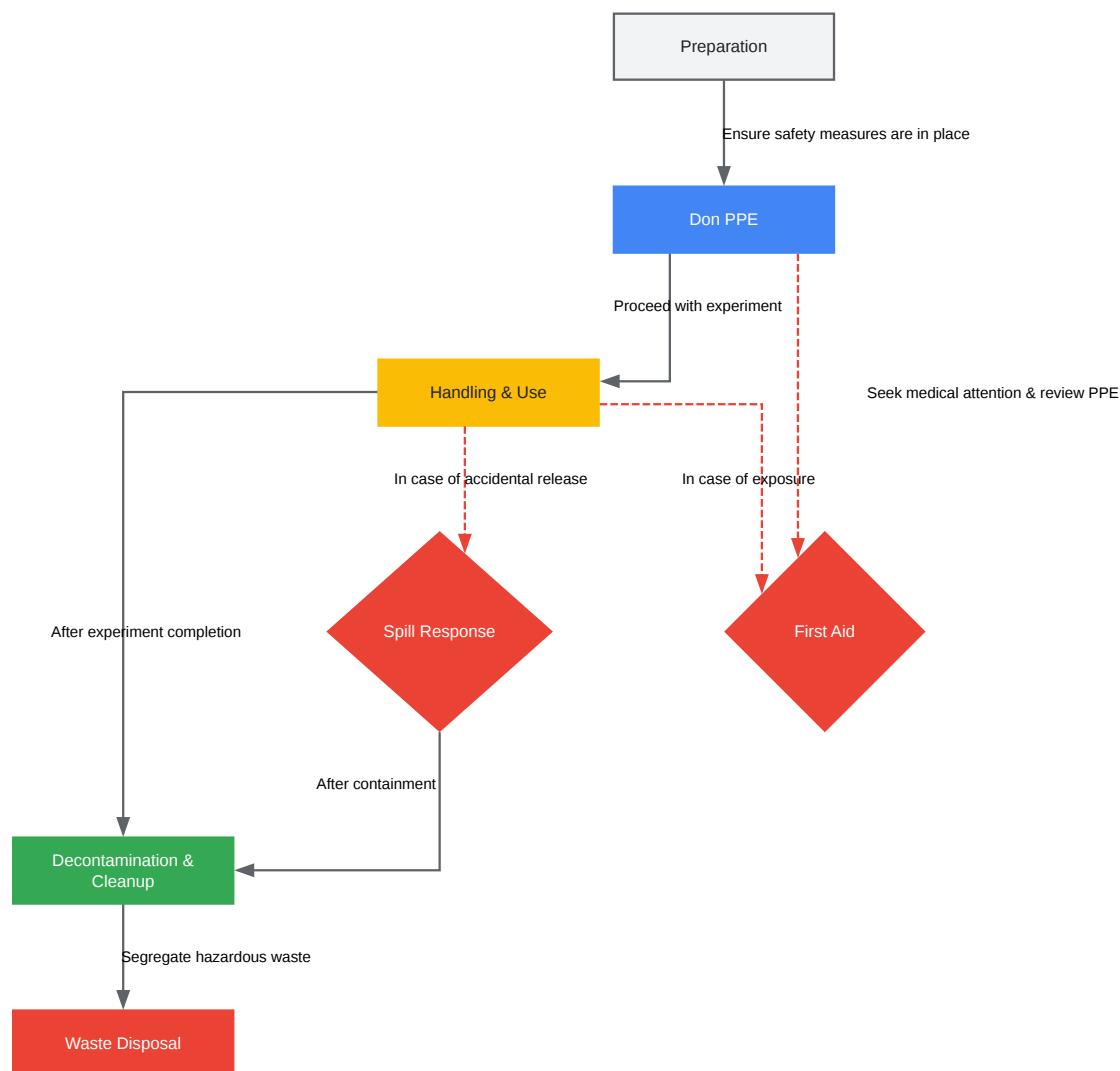 Preparation
Ensure safety measures are in place
Don PPE
Proceed with experiment
Handling & Use
Seek medical attention & review PPE
In case of accidental release
In case of exposure
After experiment completion
Spill Response
First Aid
After containment
Decontamination &
Cleanup
Segregate hazardous waste
Waste Disposal